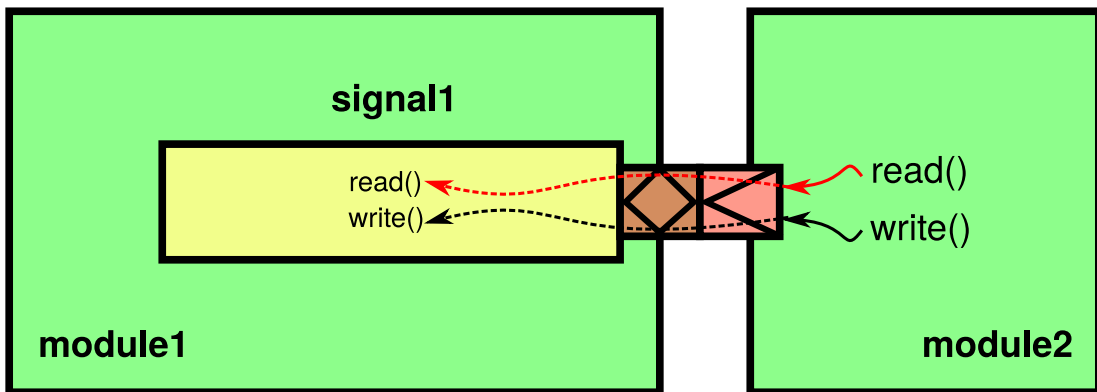 signal1
read()
write()
read()
write()
module1
module2